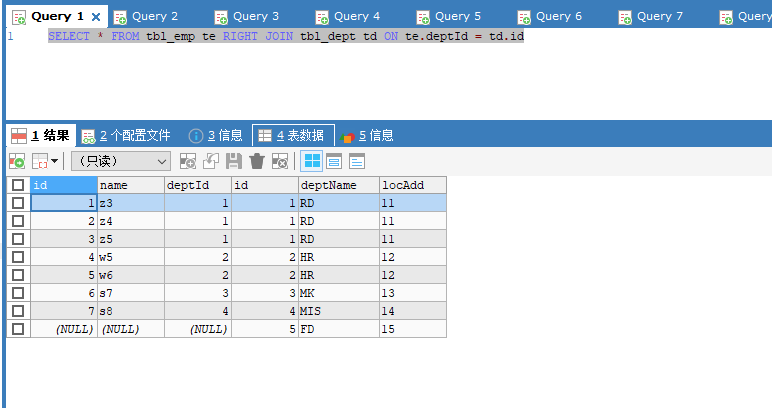 Query 1 Query 2 Query 3 Query 4 Query 5 Query 6 Query 7 Query
1 SELECT * FROM tbl_emp te RIGHT JOIN tbl_dept td ON te.deptId = td.id
1 结果 2 个配置文件 3 信息 4 表数据 5 信息
（只读）
id name deptId id deptName locAdd
1 z3 1 1 RD 11
2 z4 1 1 RD 11
3 z5 1 1 RD 11
4 w5 2 2 HR 12
5 w6 2 2 HR 12
6 s7 3 3 MK 13
7 s8 4 4 MIS 14
(NULL) (NULL) (NULL) 5 FD 15